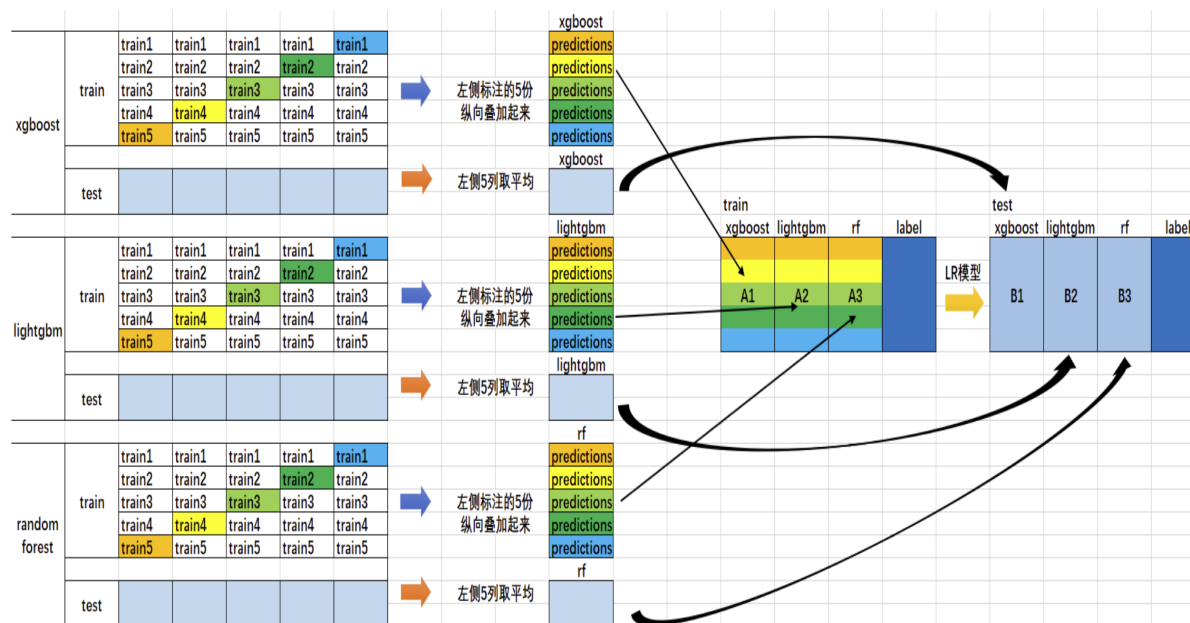 xgboost
train1 train1 train1 train1 train1
predictions
train2 train2 train2 train2 train2
predictions
train
train3 train3 train3 train3 train3
左侧标注的5份
predictions
xgboost
train4 train4 train4 train4 train4
纵向叠加起来
predictions
train5 train5 train5 train5 train5
predictions
xgboost
test
左侧5列取平均
lightgbm
train1 train1 train1 train1 train1
predictions
train2 train2 train2 train2 train2
predictions
train
train3 train3 train3 train3 train3
左侧标注的5份
predictions
lightgbm
train4 train4 train4 train4 train4
纵向叠加起来
predictions
train5 train5 train5 train5 train5
predictions
lightgbm
test
左侧5列取平均
rf
train1 train1 train1 train1 train1
predictions
train2 train2 train2 train2 train2
predictions
train
train3 train3 train3 train3 train3
左侧标注的5份
predictions
random
forest
train4 train4 train4 train4 train4
纵向叠加起来
predictions
train5 train5 train5 train5 train5
predictions
rf
test
左侧5列取平均
train
xgboost lightgbm rf label
A1 A2 A3
LR模型
test
xgboost lightgbm rf label
B1 B2 B3